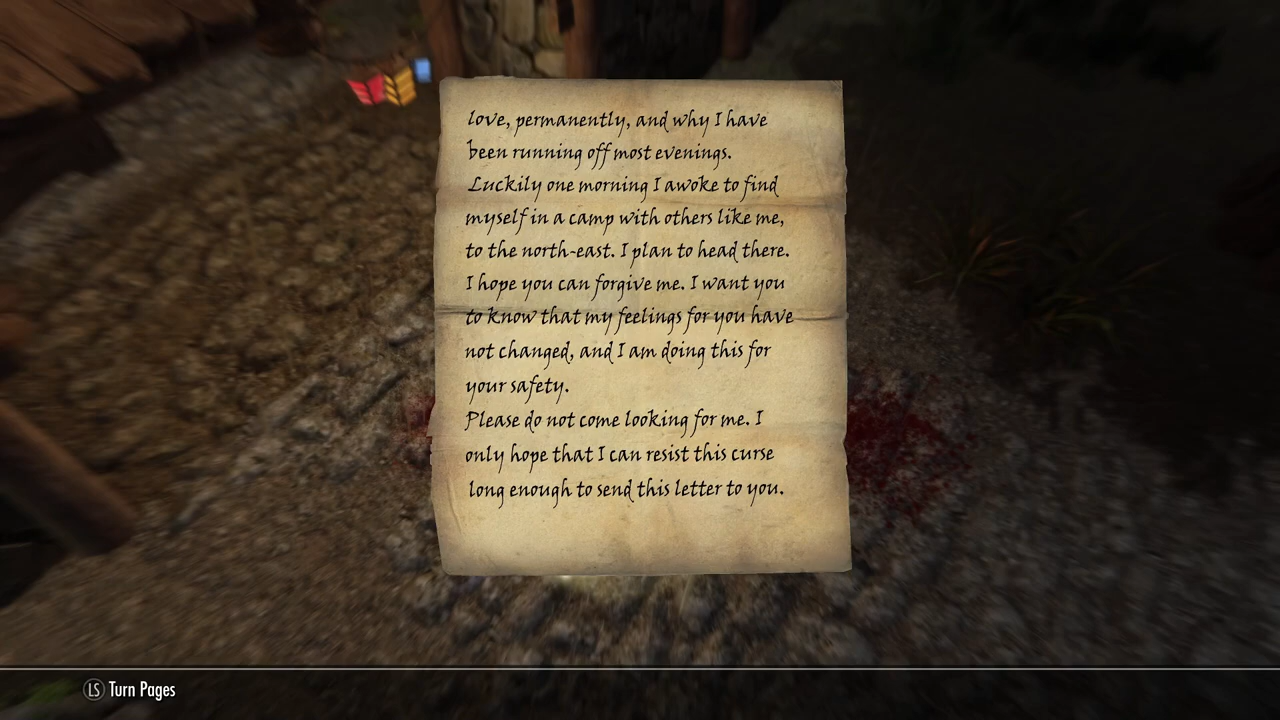 love, permanently, and why I have
been running off most evenings.
Luckily one morning I awoke to find
myself in a camp with others like me,
to the north-east. I plan to head there.
I hope you can forgive me. I want you
to know that my feelings for you have
not changed, and I am doing this for
your safety.
Please do not come looking for me. I
only hope that I can resist this curse
long enough to send this letter to you.
LS Turn Pages